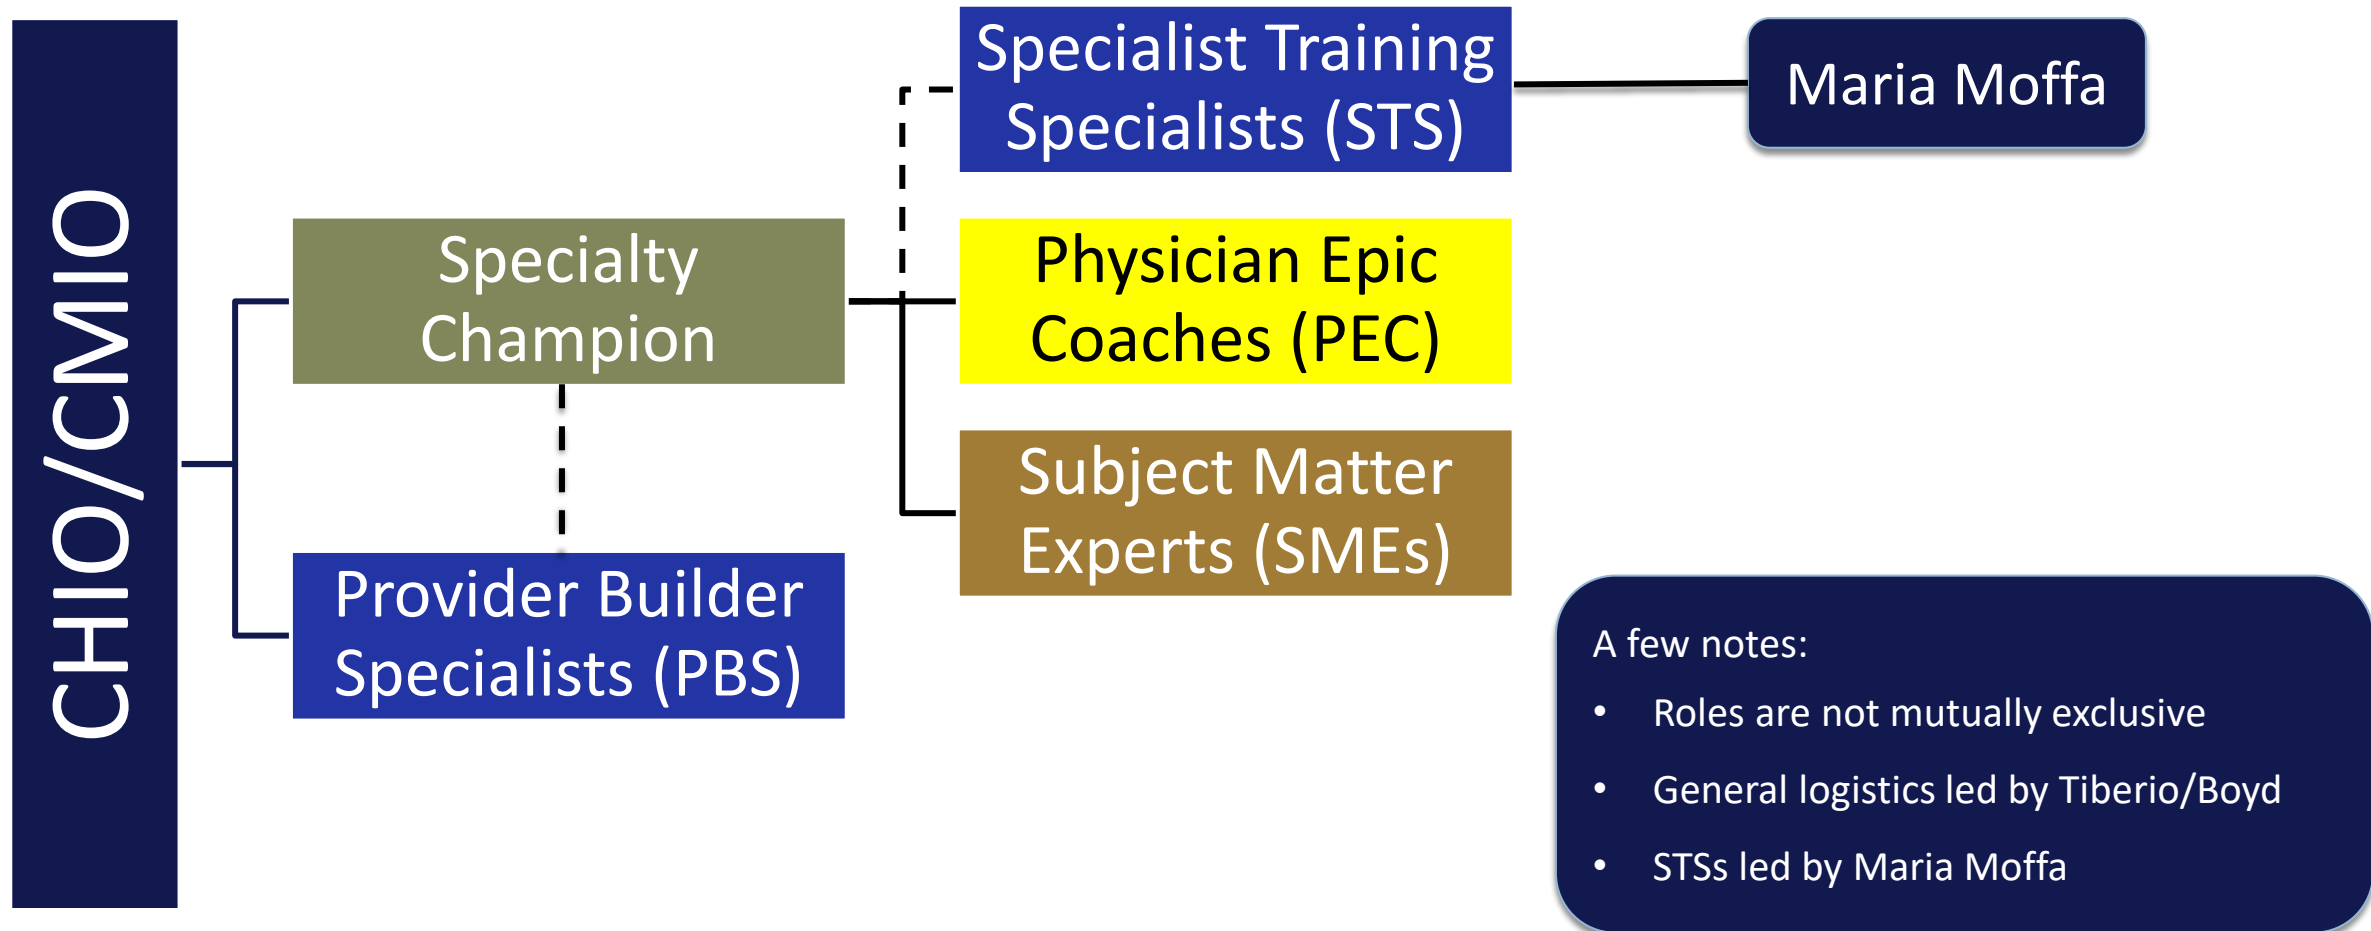 CHIO/CMIO
Specialty
Champion
Provider Builder
Specialists (PBS)
Specialist Training
Specialists (STS)
Physician Epic
Coaches (PEC)
Subject Matter
Experts (SMEs)
Maria Moffa
A few notes:
• Roles are not mutually exclusive
• General logistics led by Tiberio/Boyd
• STSs led by Maria Moffa